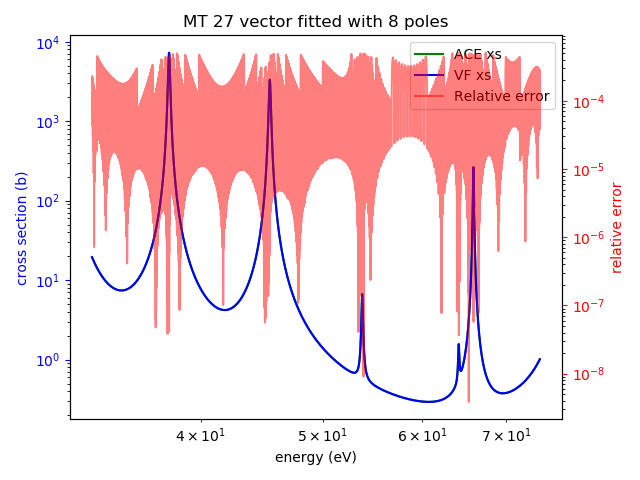 MT 27 vector fitted with 8 poles
ACE xs
VF xs
Relative error
10⁴
10³
10²
10¹
10⁰
cross section (b)
10⁻⁴
10⁻⁵
10⁻⁶
10⁻⁷
10⁻⁸
relative error
4 × 10¹ 5 × 10¹ 6 × 10¹ 7 × 10¹
energy (eV)